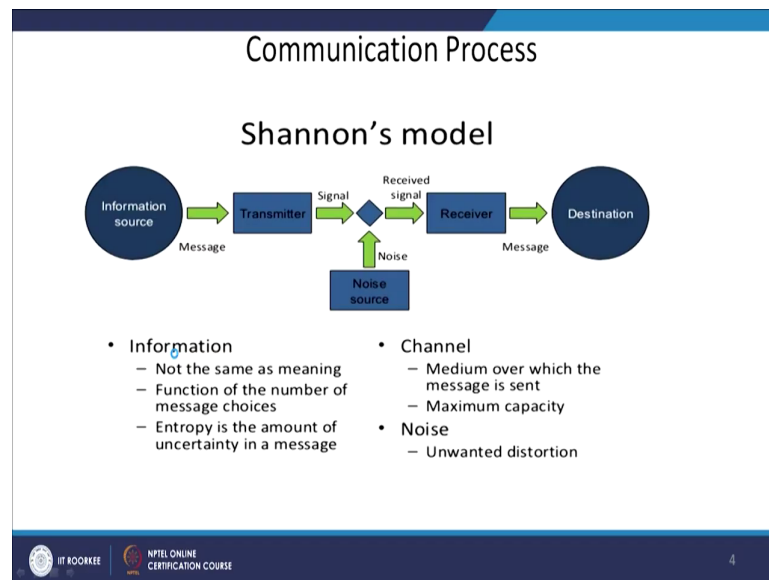 Communication Process
Shannon's model
Information
source
Message
Transmitter
Signal
Received
signal
Noise
Noise
source
Receiver
Message
Destination
• Information
– Not the same as meaning
– Function of the number of
message choices
– Entropy is the amount of
uncertainty in a message
• Channel
– Medium over which the
message is sent
– Maximum capacity
• Noise
– Unwanted distortion
IIT ROORKEE
NPTEL ONLINE
CERTIFICATION COURSE
4